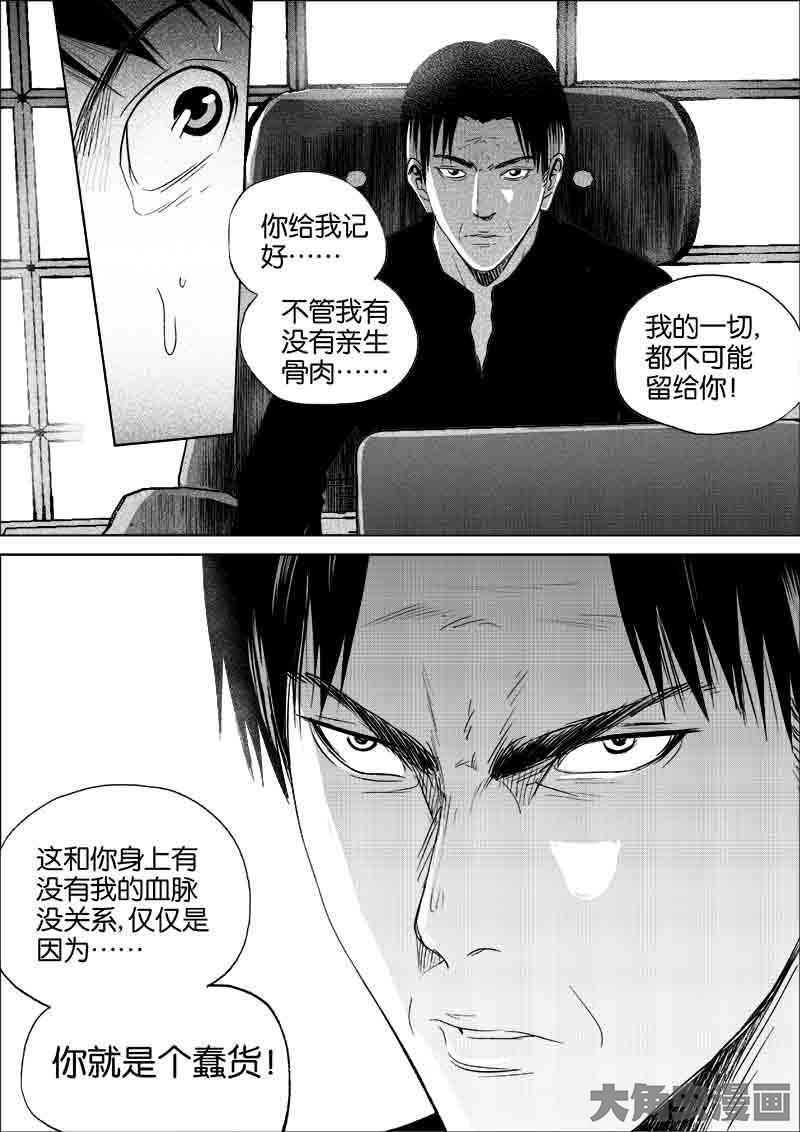 你给我记
好……
不管我有
没有亲生
骨肉……
我的一切,
都不可能
留给你!
这和你身上有
没有我的血脉
没关系,仅仅是
因为……
你就是个蠢货!
大角虫漫画